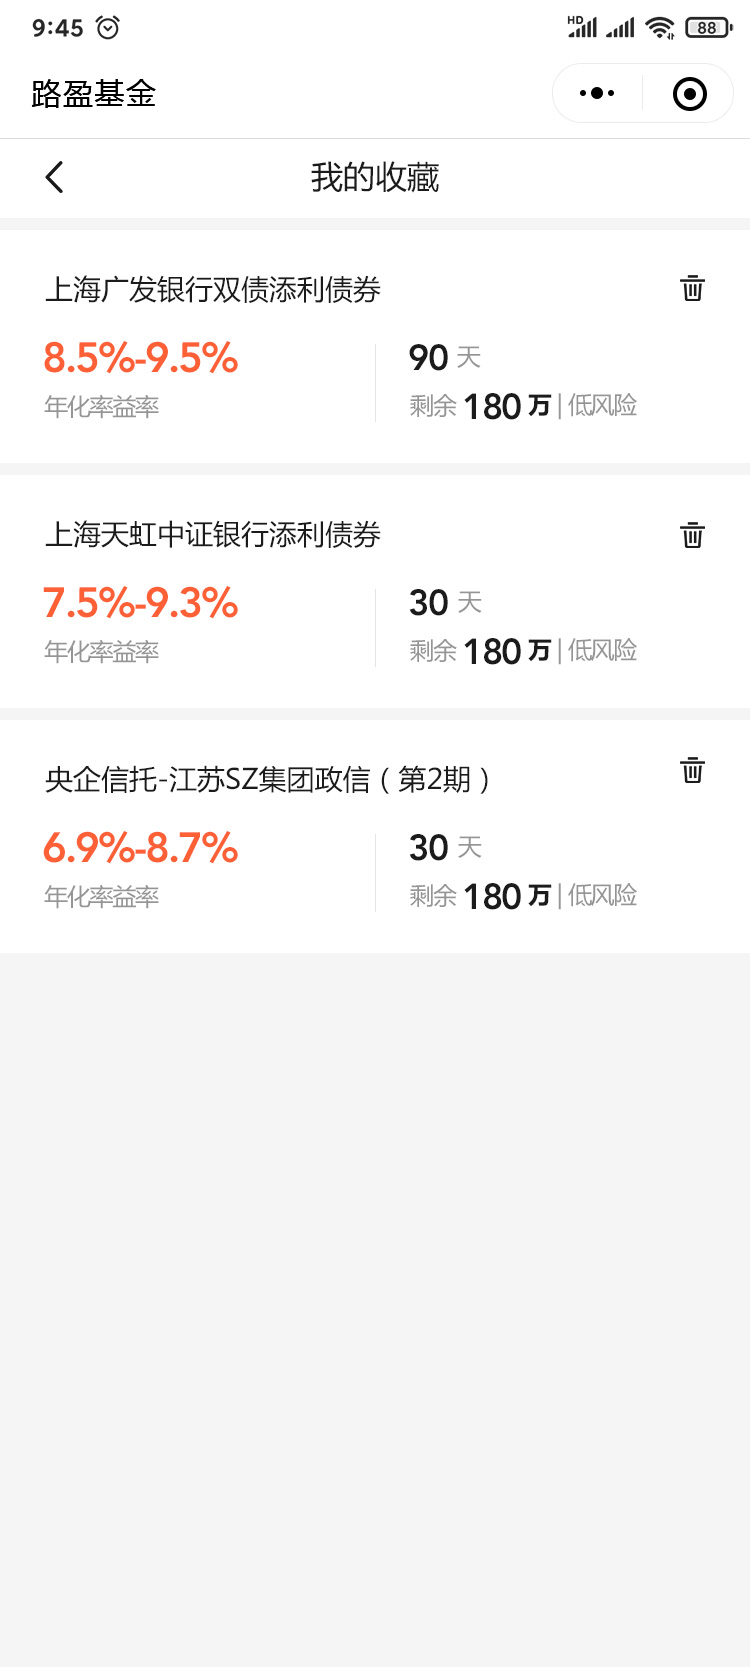 9:45 HD 88
路盈基金
我的收藏
上海广发银行双债添利债券
8.5%-9.5% 90 天
年化率益率 剩余 180 万 | 低风险
上海天虹中证银行添利债券
7.5%-9.3% 30 天
年化率益率 剩余 180 万 | 低风险
央企信托-江苏SZ集团政信（第2期）
6.9%-8.7% 30 天
年化率益率 剩余 180 万 | 低风险